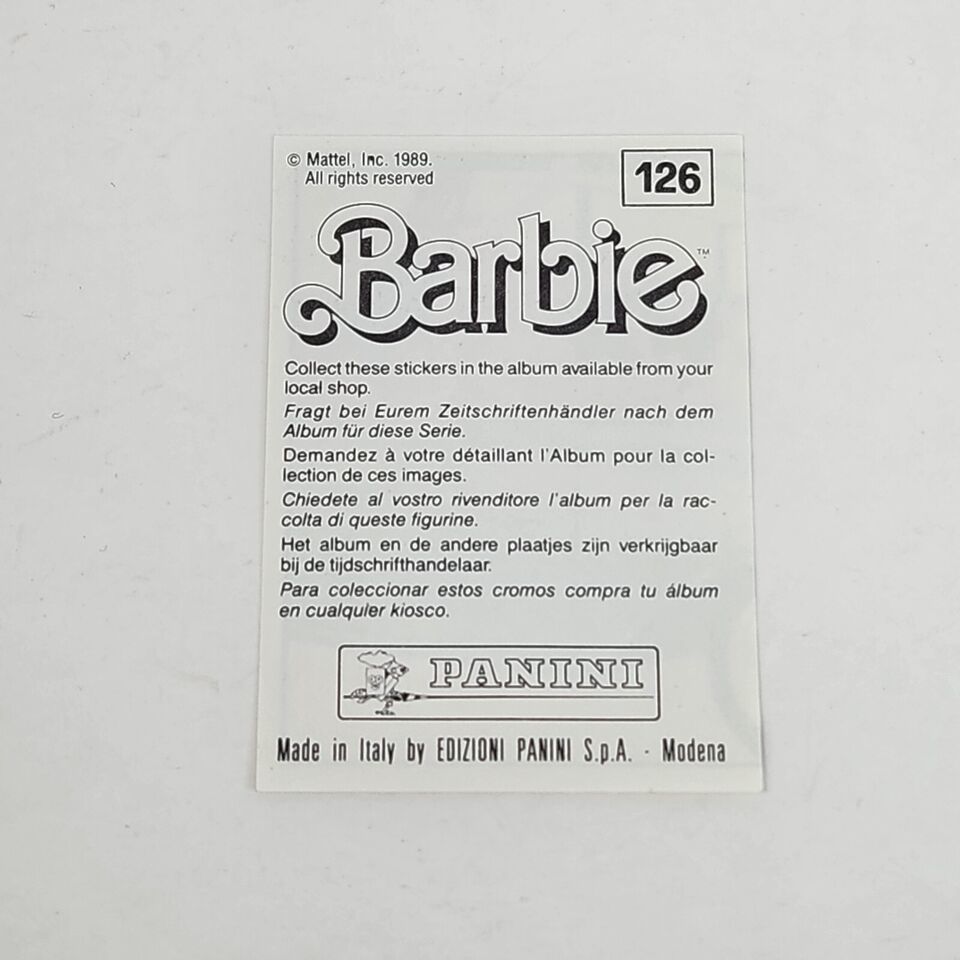 © Mattel, Inc. 1989.
All rights reserved
126
Barbie™
Collect these stickers in the album available from your
local shop.
Fragt bei Eurem Zeitschriftenhändler nach dem
Album für diese Serie.
Demandez à votre détaillant l'Album pour la col-
lection de ces images.
Chiedete al vostro rivenditore l'album per la rac-
colta di queste figurine.
Het album en de andere plaatjes zijn verkrijgbaar
bij de tijdschrifthandelaar.
Para coleccionar estos cromos compra tu álbum
en cualquier kiosco.
PANINI
Made in Italy by EDIZIONI PANINI S.p.A. - Modena